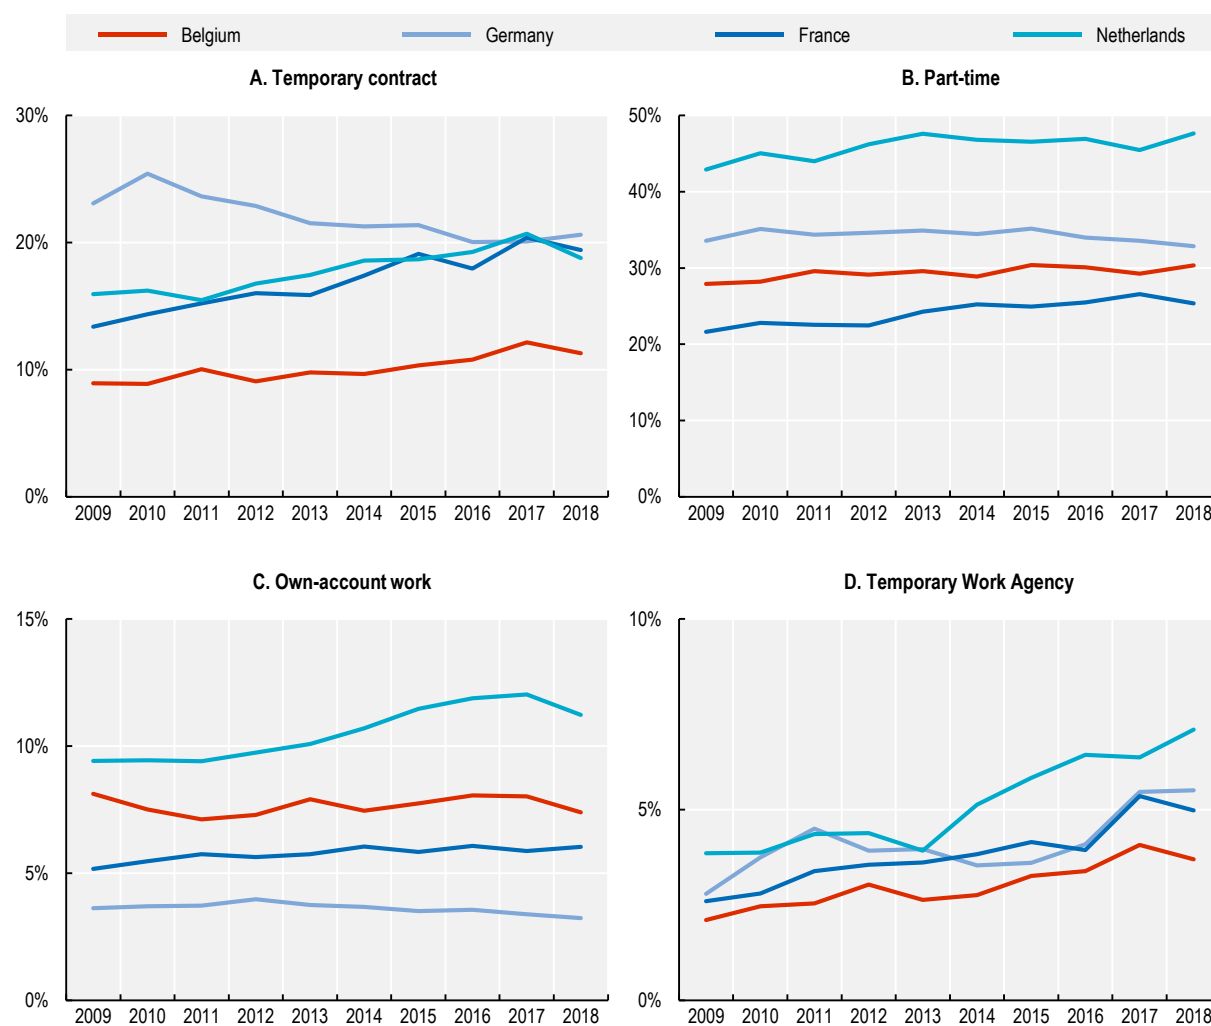 Belgium Germany France Netherlands
A. Temporary contract
30%
20%
10%
0%
2009 2010 2011 2012 2013 2014 2015 2016 2017 2018
B. Part-time
50%
40%
30%
20%
10%
0%
2009 2010 2011 2012 2013 2014 2015 2016 2017 2018
C. Own-account work
15%
10%
5%
0%
2009 2010 2011 2012 2013 2014 2015 2016 2017 2018
D. Temporary Work Agency
10%
5%
0%
2009 2010 2011 2012 2013 2014 2015 2016 2017 2018